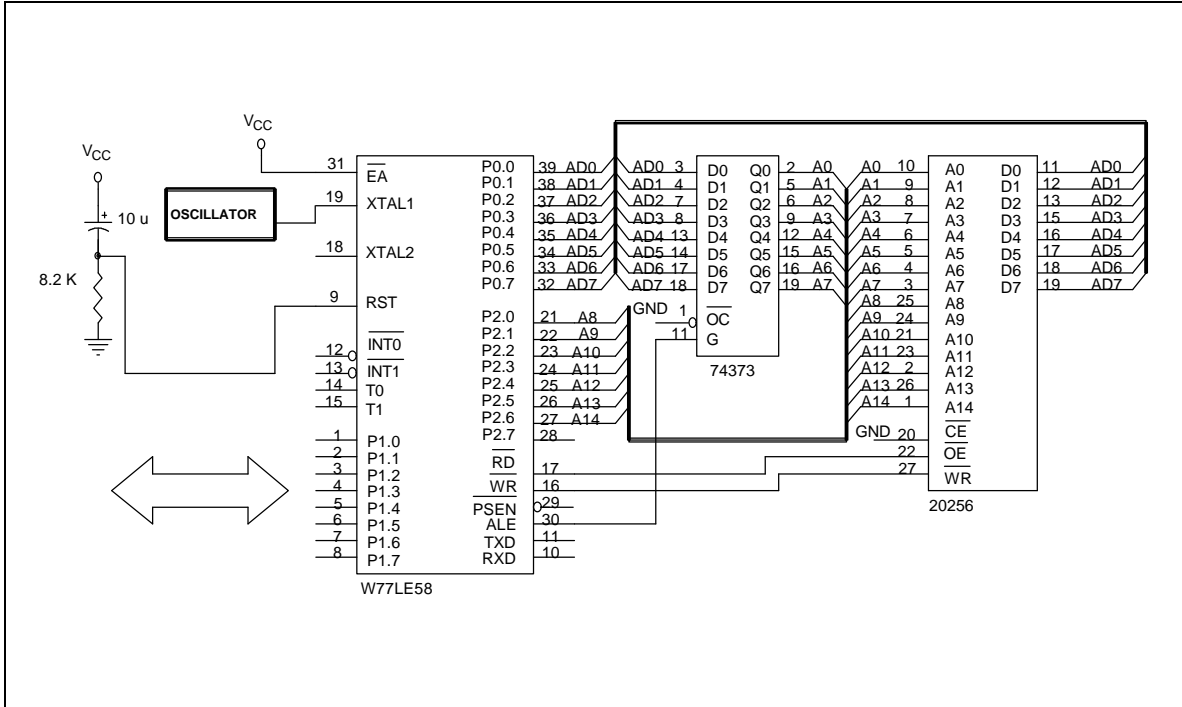 VCC
VCC
10 u
8.2 K
OSCILLATOR
31 EA
19 XTAL1
18 XTAL2
9 RST
12 INT0
13 INT1
14 T0
15 T1
1 P1.0
2 P1.1
3 P1.2
4 P1.3
5 P1.4
6 P1.5
7 P1.6
8 P1.7
P0.0 39 AD0
P0.1 38 AD1
P0.2 37 AD2
P0.3 36 AD3
P0.4 35 AD4
P0.5 34 AD5
P0.6 33 AD6
P0.7 32 AD7
P2.0 21 A8
P2.1 22 A9
P2.2 23 A10
P2.3 24 A11
P2.4 25 A12
P2.5 26 A13
P2.6 27 A14
P2.7 28
RD 17
WR 16
PSEN 29
ALE 30
TXD 11
RXD 10
W77LE58
AD0 3 D0 Q0 2 A0
AD1 4 D1 Q1 5 A1
AD2 7 D2 Q2 6 A2
AD3 8 D3 Q3 9 A3
AD4 13 D4 Q4 12 A4
AD5 14 D5 Q5 15 A5
AD6 17 D6 Q6 16 A6
AD7 18 D7 Q7 19 A7
GND 1 OC
11 G
74373
A0 10 A0 D0 11 AD0
A1 9 A1 D1 12 AD1
A2 8 A2 D2 13 AD2
A3 7 A3 D3 15 AD3
A4 6 A4 D4 16 AD4
A5 5 A5 D5 17 AD5
A6 4 A6 D6 18 AD6
A7 3 A7 D7 19 AD7
A8 25 A8
A9 24 A9
A10 21 A10
A11 23 A11
A12 2 A12
A13 26 A13
A14 1 A14
GND 20 CE
22 OE
27 WR
20256